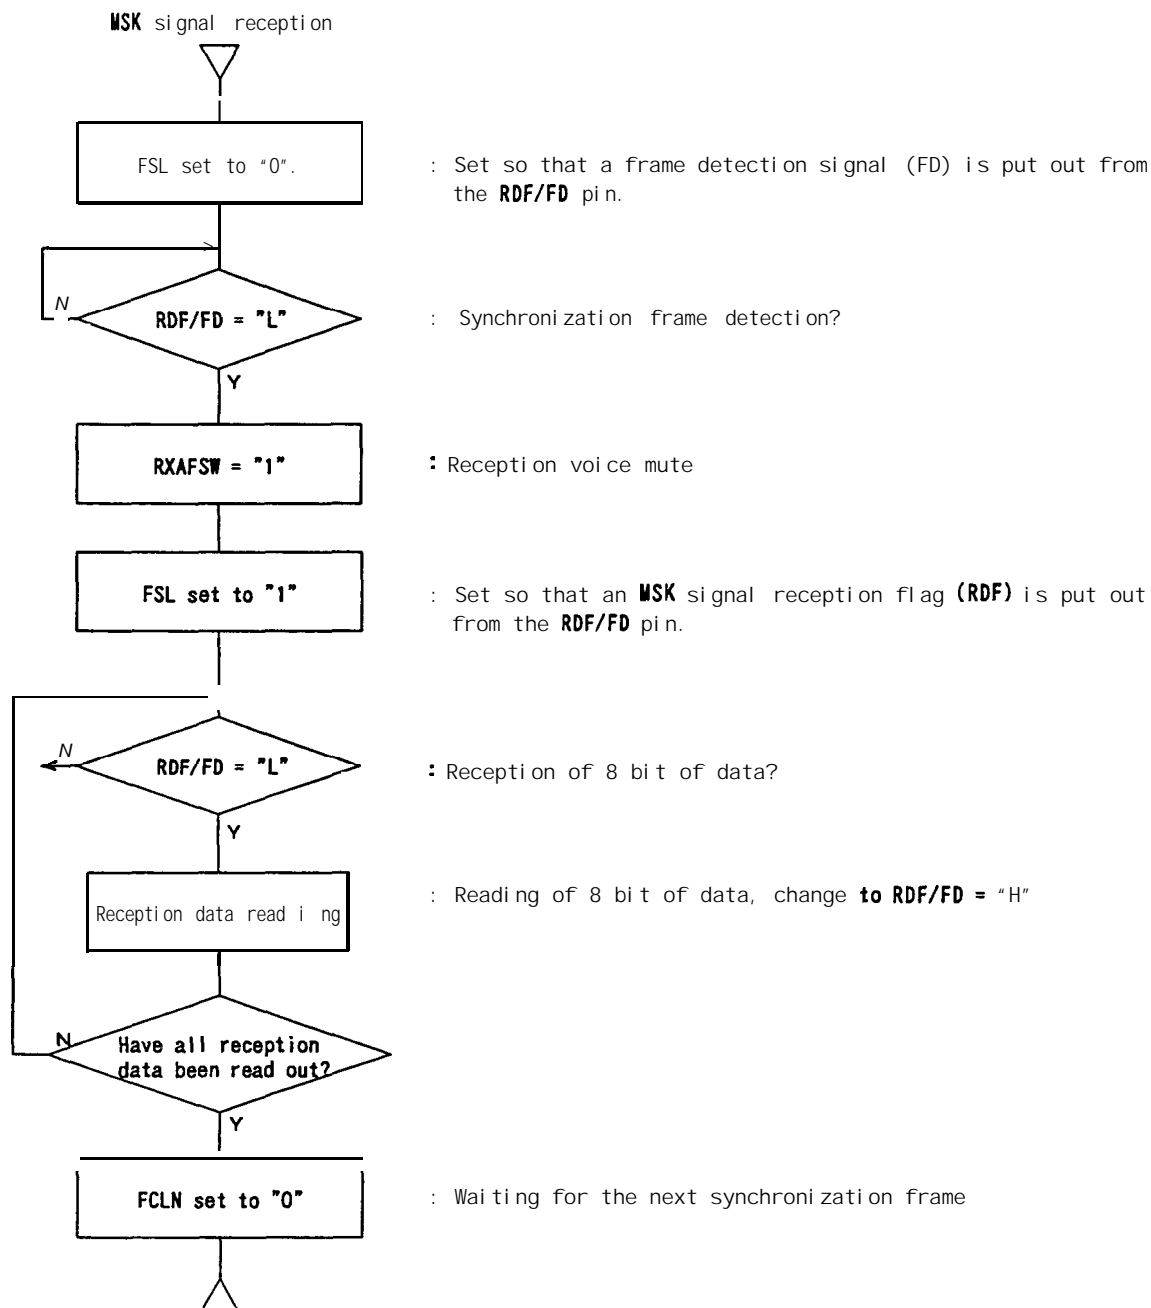 MSK signal reception
FSL set to "0".
: Set so that a frame detection signal (FD) is put out from
the RDF/FD pin.
N
RDF/FD = "L"
: Synchronization frame detection?
Y
RXAFSW = "1"
: Reception voice mute
FSL set to "1"
: Set so that an MSK signal reception flag (RDF) is put out
from the RDF/FD pin.
N
RDF/FD = "L"
: Reception of 8 bit of data?
Y
Reception data reading
: Reading of 8 bit of data, change to RDF/FD = "H"
N
Have all reception
data been read out?
Y
FCLN set to "0"
: Waiting for the next synchronization frame